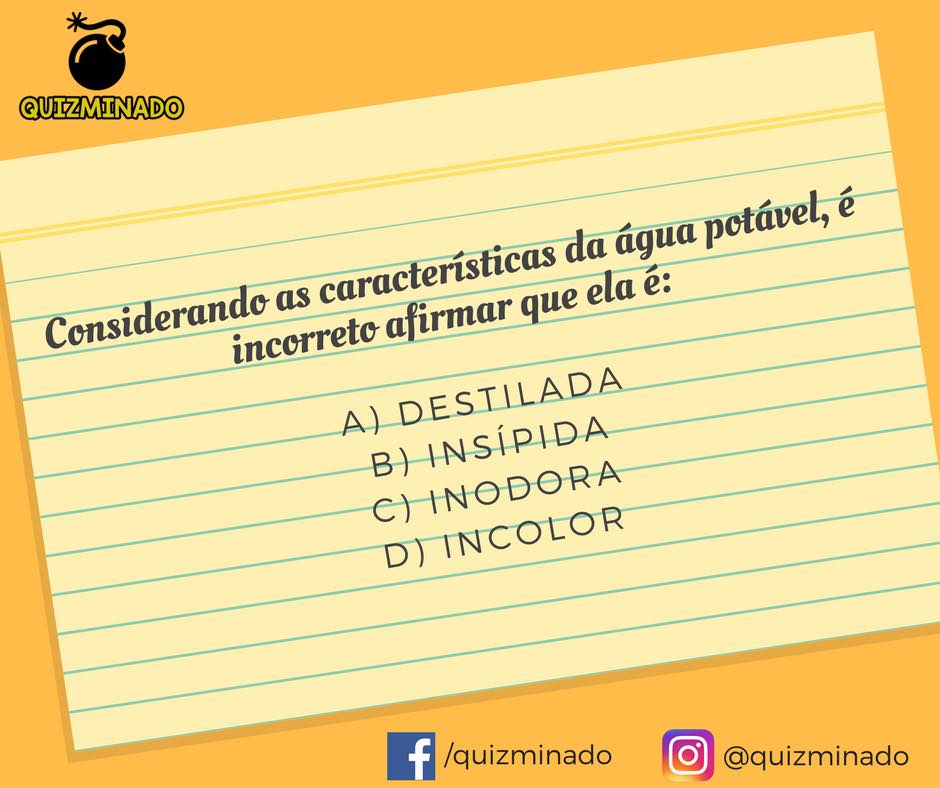 QUIZMINADO
Considerando as características da água potável, é
incorreto afirmar que ela é:
A) DESTILADA
B) INSÍPIDA
C) INODORA
D) INCOLOR
/quizminado
@quizminado